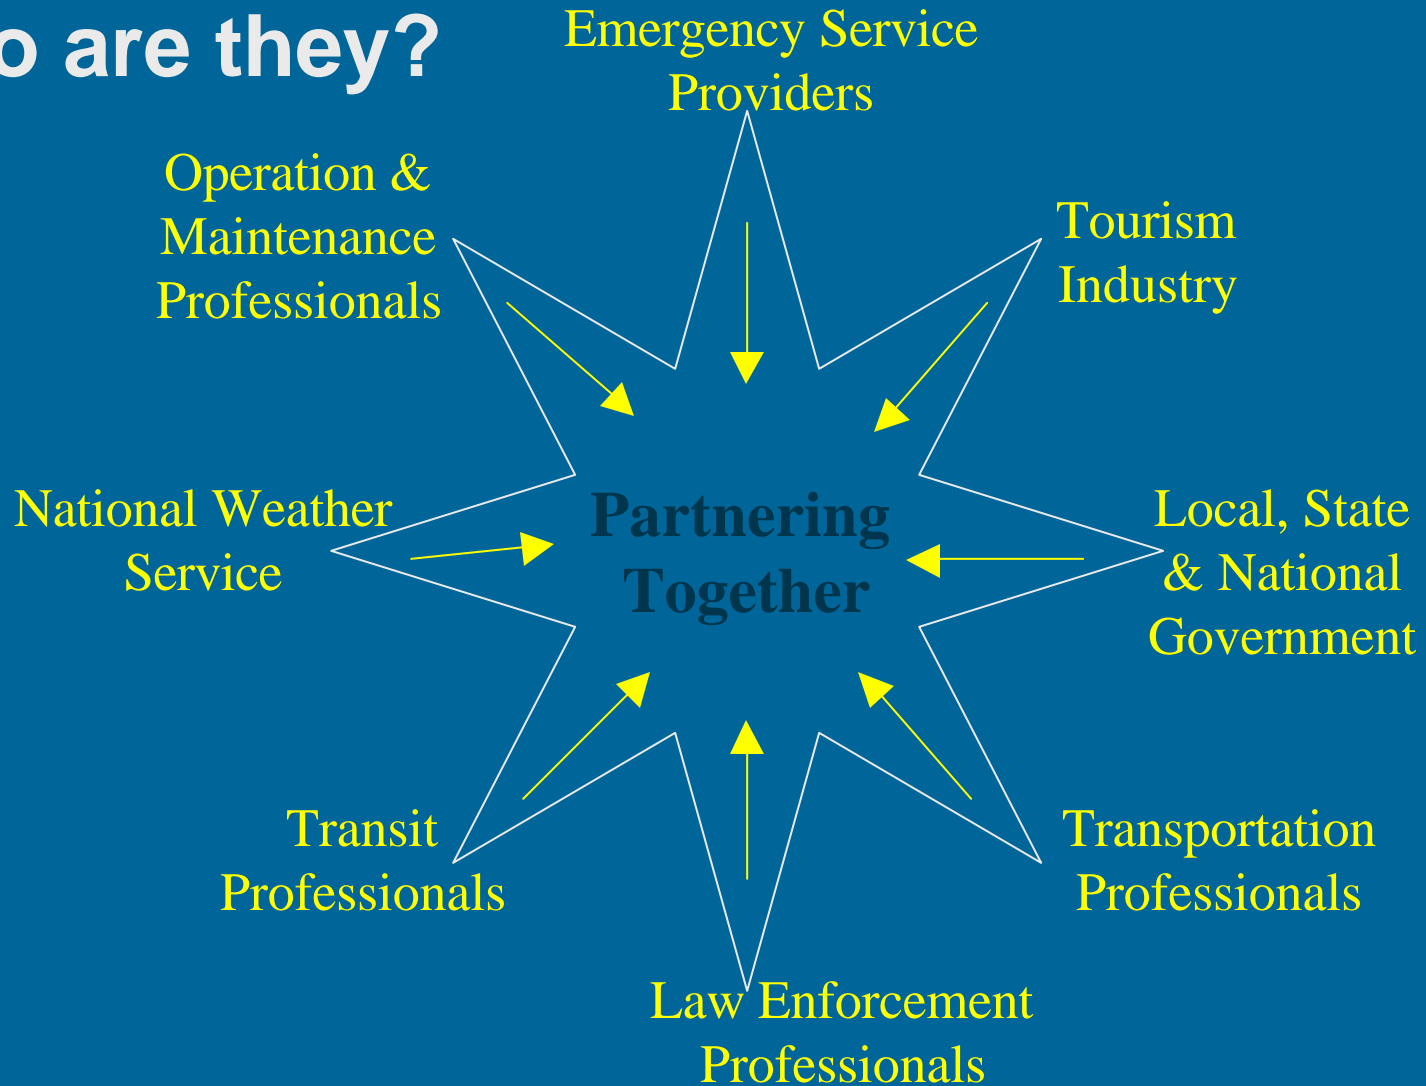 o are they?
Emergency Service
Providers
Operation &
Maintenance
Professionals
Tourism
Industry
National Weather
Service
Partnering
Together
Local, State
& National
Government
Transit
Professionals
Transportation
Professionals
Law Enforcement
Professionals